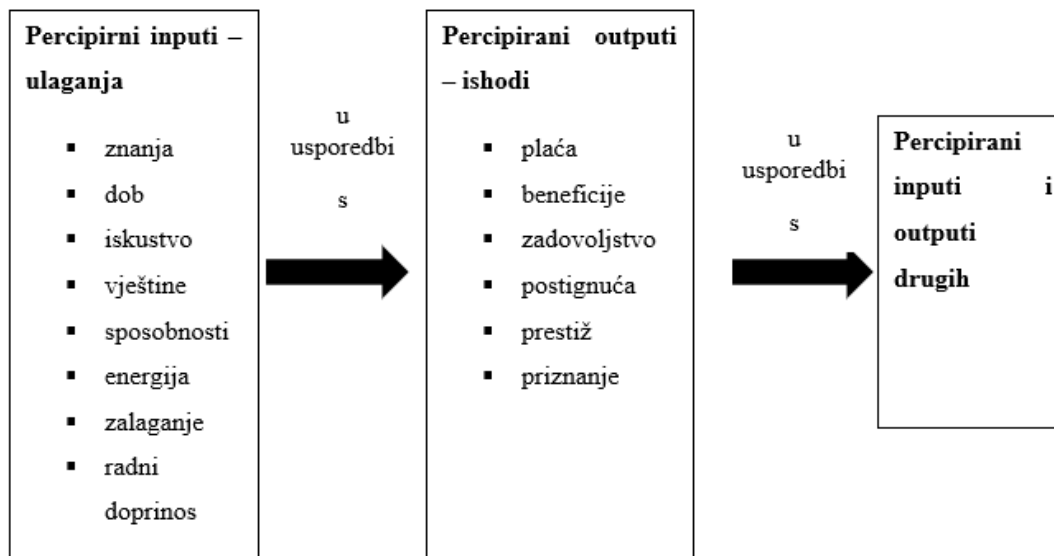 Percipirni inputi –
ulaganja
▪ znanja
▪ dob
▪ iskustvo
▪ vještine
▪ sposobnosti
▪ energija
▪ zalaganje
▪ radni
doprinos
u
usporedbi
s
Percipirani outputi
– ishodi
▪ plaća
▪ beneficije
▪ zadovoljstvo
▪ postignuća
▪ prestiž
▪ priznanje
u
usporedbi
s
Percipirani
inputi i
outputi
drugih